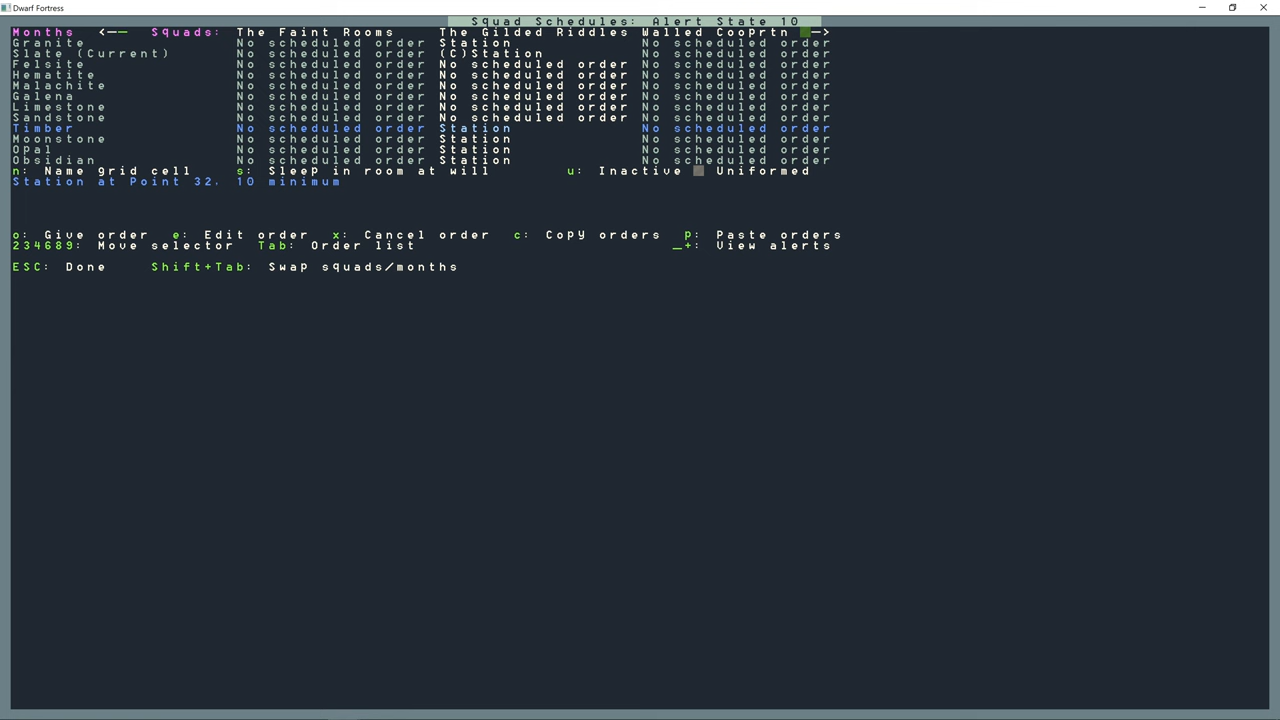 Dwarf Fortress
Squad Schedules: Alert State 10
Months <-- Squads: The Faint Rooms The Gilded Riddles Walled CooPrtn -->
Granite No scheduled order Station No scheduled order
Slate (Current) No scheduled order (C)Station No scheduled order
Felsite No scheduled order No scheduled order No scheduled order
Hematite No scheduled order No scheduled order No scheduled order
Malachite No scheduled order No scheduled order No scheduled order
Galena No scheduled order No scheduled order No scheduled order
Limestone No scheduled order No scheduled order No scheduled order
Sandstone No scheduled order No scheduled order No scheduled order
Timber No scheduled order Station No scheduled order
Moonstone No scheduled order Station No scheduled order
Opal No scheduled order Station No scheduled order
Obsidian No scheduled order Station No scheduled order
n: Name grid cell s: Sleep in room at will u: Inactive Uniformed
Station at Point 32, 10 minimum
o: Give order e: Edit order x: Cancel order c: Copy orders p: Paste orders
234689: Move selector Tab: Order list _+: View alerts
ESC: Done Shift+Tab: Swap squads/months